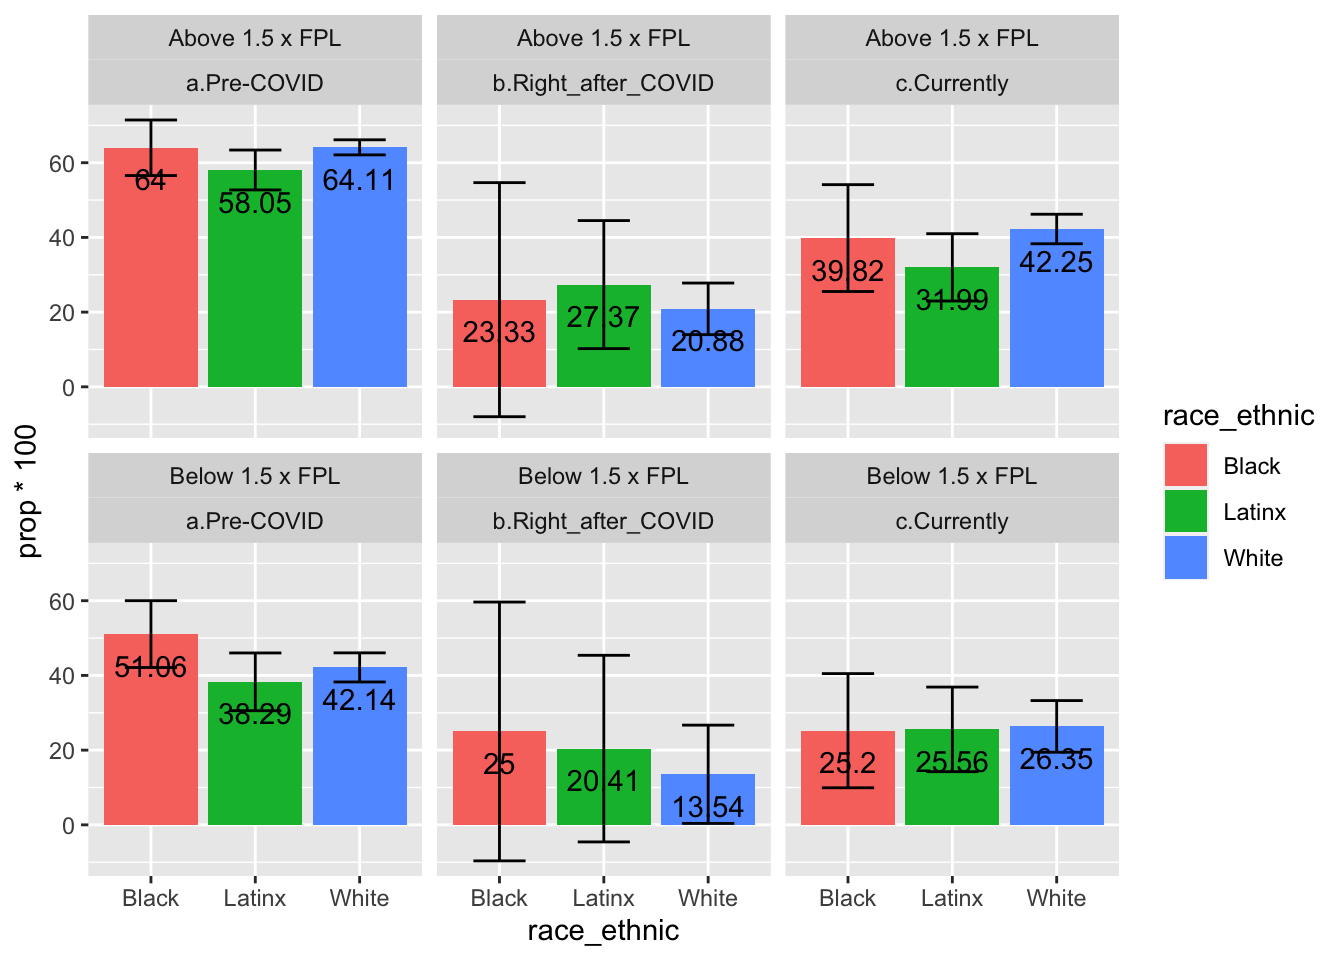 Above 1.5 x FPL
Above 1.5 x FPL
Above 1.5 x FPL
a.Pre-COVID
b.Right_after_COVID
c.Currently
60
40
20
0
64
58.05
64.11
23.33
27.37
20.88
39.82
31.99
42.25
Below 1.5 x FPL
Below 1.5 x FPL
Below 1.5 x FPL
a.Pre-COVID
b.Right_after_COVID
c.Currently
60
40
20
0
51.06
38.29
42.14
25
20.41
13.54
25.2
25.56
26.35
Black
Latinx
White
Black
Latinx
White
Black
Latinx
White
race_ethnic
prop * 100
race_ethnic
Black
Latinx
White